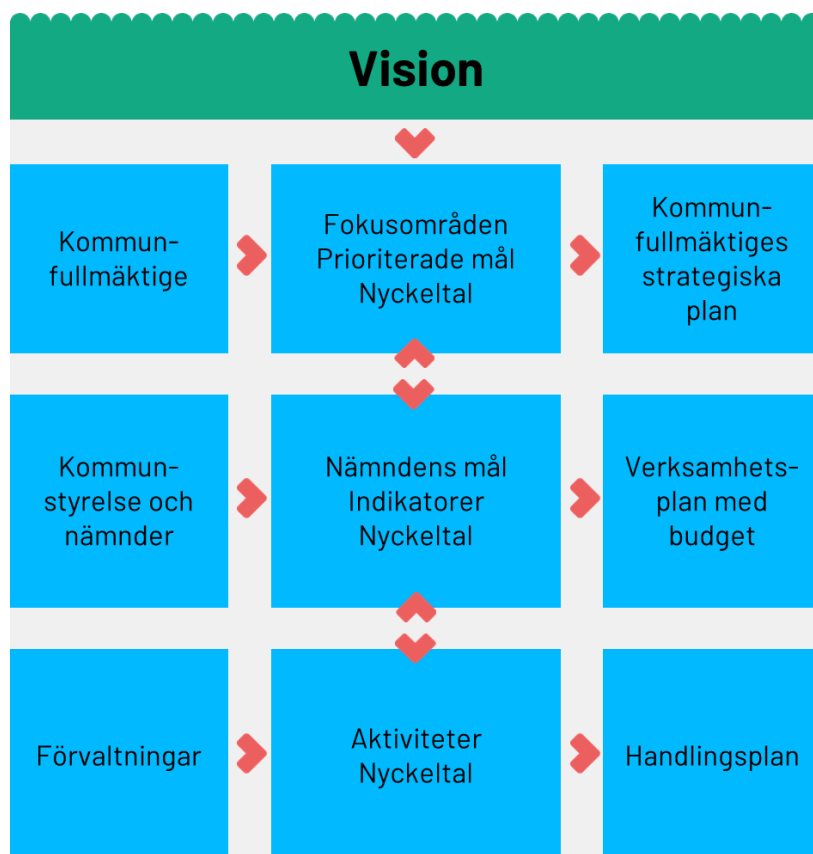 Vision
Kommun-
fullmäktige
Fokusområden
Prioriterade mål
Nyckeltal
Kommun-
fullmäktiges
strategiska
plan
Kommun-
styrelse och
nämnder
Nämndens mål
Indikatorer
Nyckeltal
Verksamhets-
plan med
budget
Förvaltningar
Aktiviteter
Nyckeltal
Handlingsplan